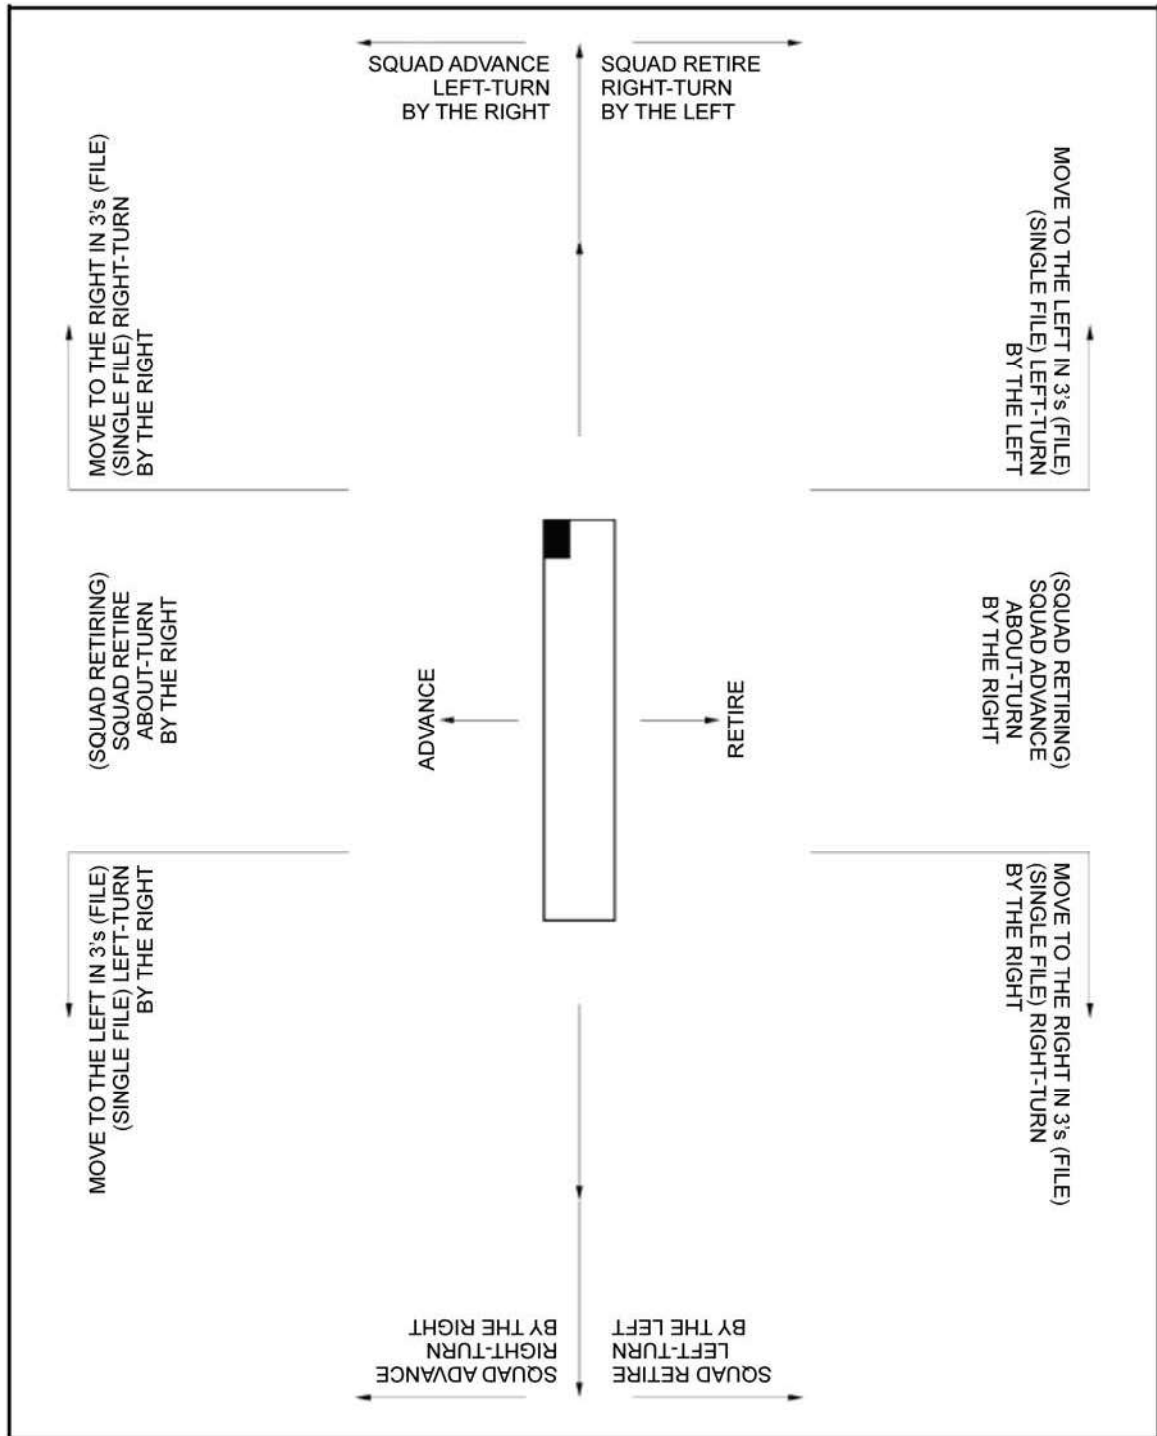 SQUAD ADVANCE
LEFT-TURN
BY THE RIGHT
SQUAD RETIRE
RIGHT-TURN
BY THE LEFT
MOVE TO THE RIGHT IN 3's (FILE)
(SINGLE FILE) RIGHT-TURN
BY THE RIGHT
MOVE TO THE LEFT IN 3's (FILE)
(SINGLE FILE) LEFT-TURN
BY THE LEFT
(SQUAD RETIRING)
SQUAD RETIRE
ABOUT-TURN
BY THE RIGHT
ADVANCE
RETIRE
(SQUAD RETIRING)
SQUAD ADVANCE
ABOUT-TURN
BY THE RIGHT
MOVE TO THE LEFT IN 3's (FILE)
(SINGLE FILE) LEFT-TURN
BY THE RIGHT
MOVE TO THE RIGHT IN 3's (FILE)
(SINGLE FILE) RIGHT-TURN
BY THE RIGHT
SQUAD ADVANCE
RIGHT-TURN
BY THE RIGHT
SQUAD RETIRE
LEFT-TURN
BY THE LEFT